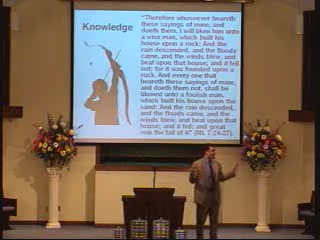 Knowledge
"Therefore whosoever heareth
these sayings of mine, and
doeth them, I will liken him unto
a wise man, which built his
house upon a rock; And the
rain descended, and the floods
came, and the winds blew, and
beat upon that house; and it fell
not; for it was founded upon a
rock. And every one that
heareth these sayings of mine,
and doeth them not, shall be
likened unto a foolish man,
which built his house upon the
sand: And the rain descended,
and the floods came, and the
winds blew, and beat upon that
house; and it fell; and great
was the fall of it" (Mt. 7:24-27).